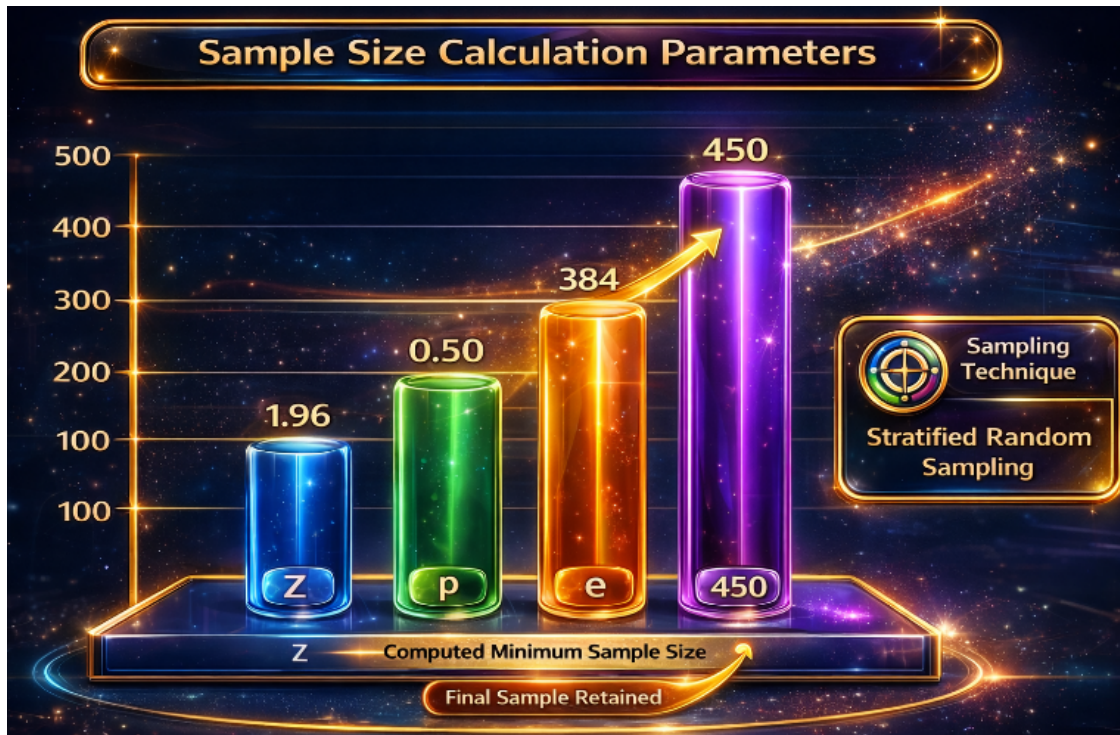 Sample Size Calculation Parameters
500
400
300
200
100
100
1.96
0.50
384
450
Z
p
e
450
Sampling
Technique
Stratified Random
Sampling
Z
Computed Minimum Sample Size
Final Sample Retained